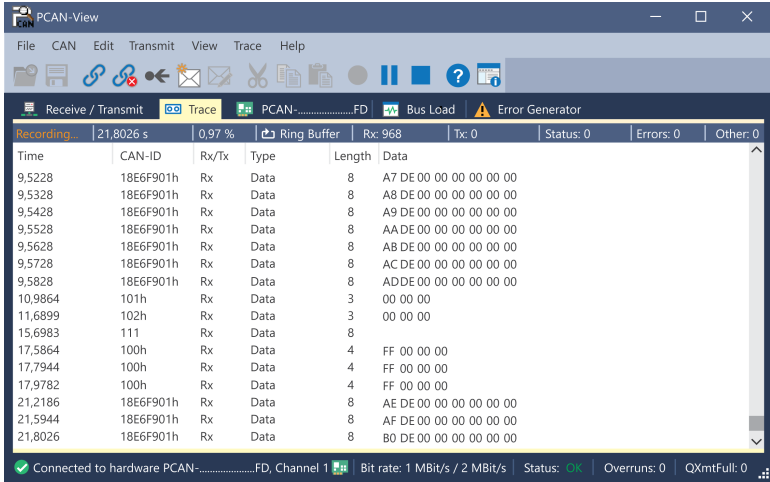 PCAN PCAN-View
File CAN Edit Transmit View Trace Help
Receive / Transmit Trace PCAN-.....................FD Bus Load Error Generator
Recording... 21,8026 s 0,97 % Ring Buffer Rx: 968 Tx: 0 Status: 0 Errors: 0 Other: 0
Time CAN-ID Rx/Tx Type Length Data
9,5228 18E6F901h Rx Data 8 A7 DE 00 00 00 00 00 00
9,5328 18E6F901h Rx Data 8 A8 DE 00 00 00 00 00 00
9,5428 18E6F901h Rx Data 8 A9 DE 00 00 00 00 00 00
9,5528 18E6F901h Rx Data 8 AA DE 00 00 00 00 00 00
9,5628 18E6F901h Rx Data 8 AB DE 00 00 00 00 00 00
9,5728 18E6F901h Rx Data 8 AC DE 00 00 00 00 00 00
9,5828 18E6F901h Rx Data 8 AD DE 00 00 00 00 00 00
10,9864 101h Rx Data 3 00 00 00
11,6899 102h Rx Data 3 00 00 00
15,6983 111 Rx Data 8
17,5864 100h Rx Data 4 FF 00 00 00
17,7944 100h Rx Data 4 FF 00 00 00
17,9782 100h Rx Data 4 FF 00 00 00
21,2186 18E6F901h Rx Data 8 AE DE 00 00 00 00 00 00
21,5944 18E6F901h Rx Data 8 AF DE 00 00 00 00 00 00
21,8026 18E6F901h Rx Data 8 B0 DE 00 00 00 00 00 00
Connected to hardware PCAN-.....................FD, Channel 1 Bit rate: 1 MBit/s / 2 MBit/s Status: OK Overruns: 0 QXmtFull: 0